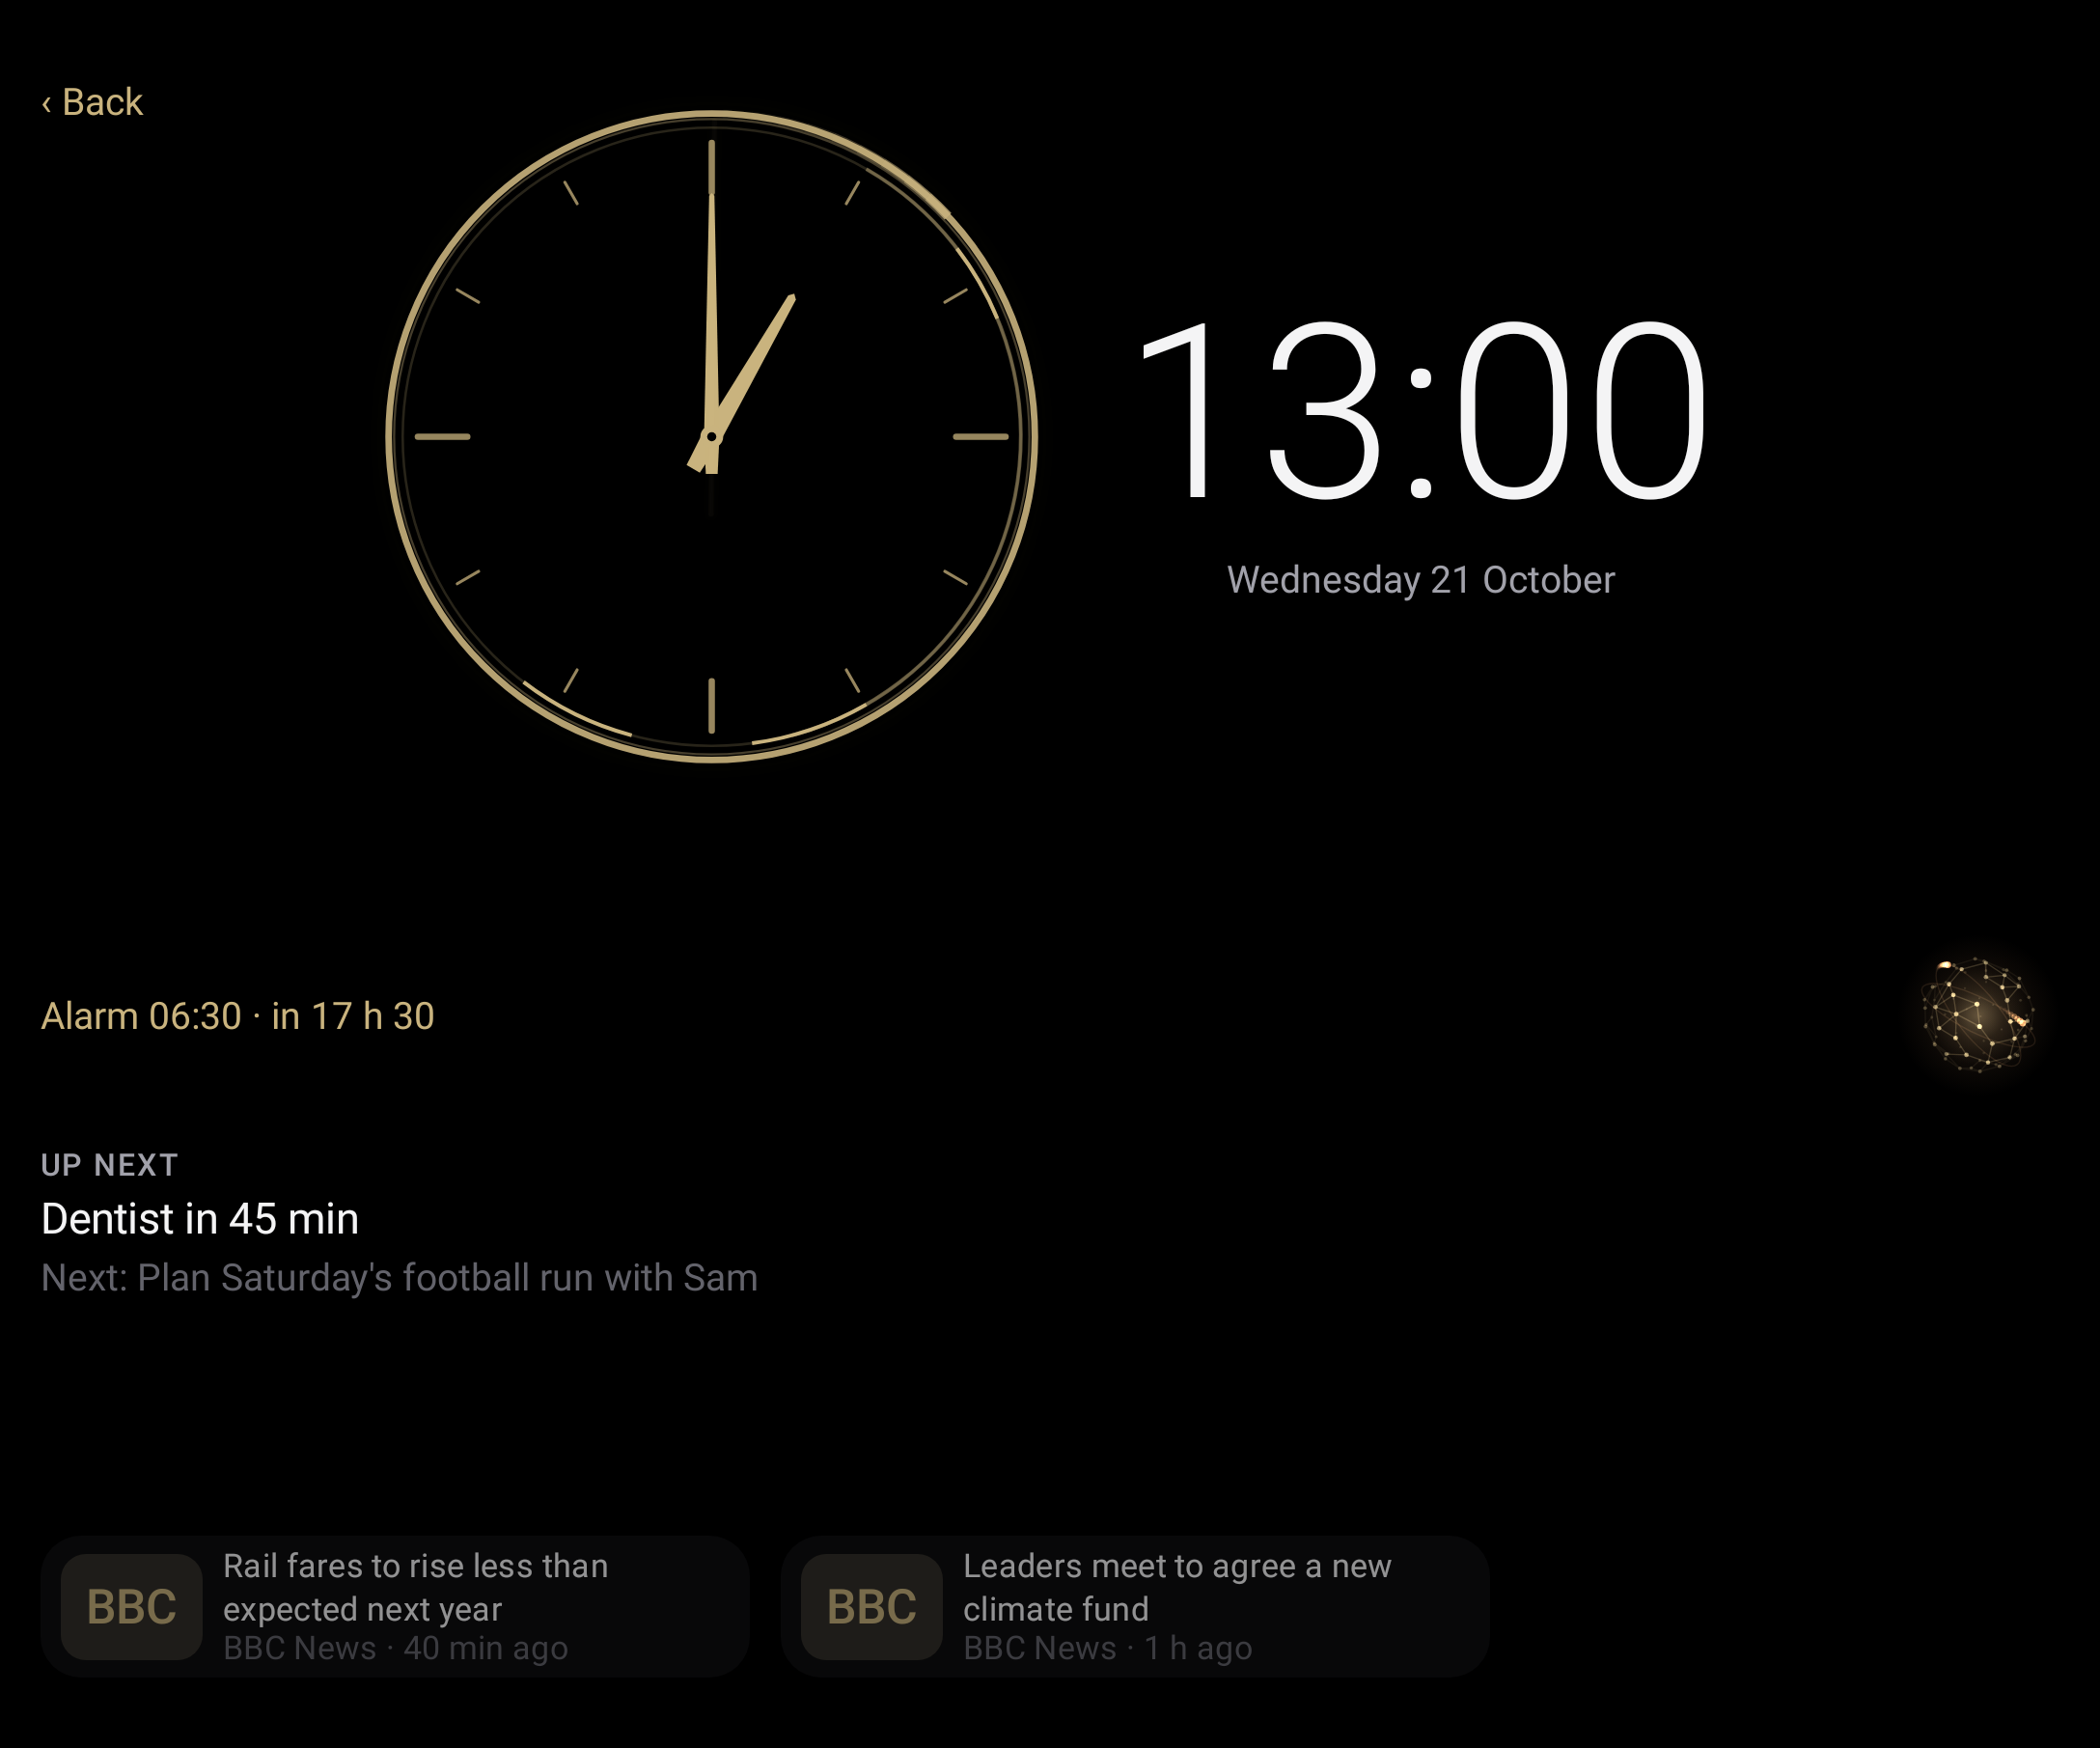 ‹ Back
13:00
Wednesday 21 October
Alarm 06:30 · in 17 h 30
UP NEXT
Dentist in 45 min
Next: Plan Saturday's football run with Sam
BBC
Rail fares to rise less than
expected next year
BBC News · 40 min ago
BBC
Leaders meet to agree a new
climate fund
BBC News · 1 h ago